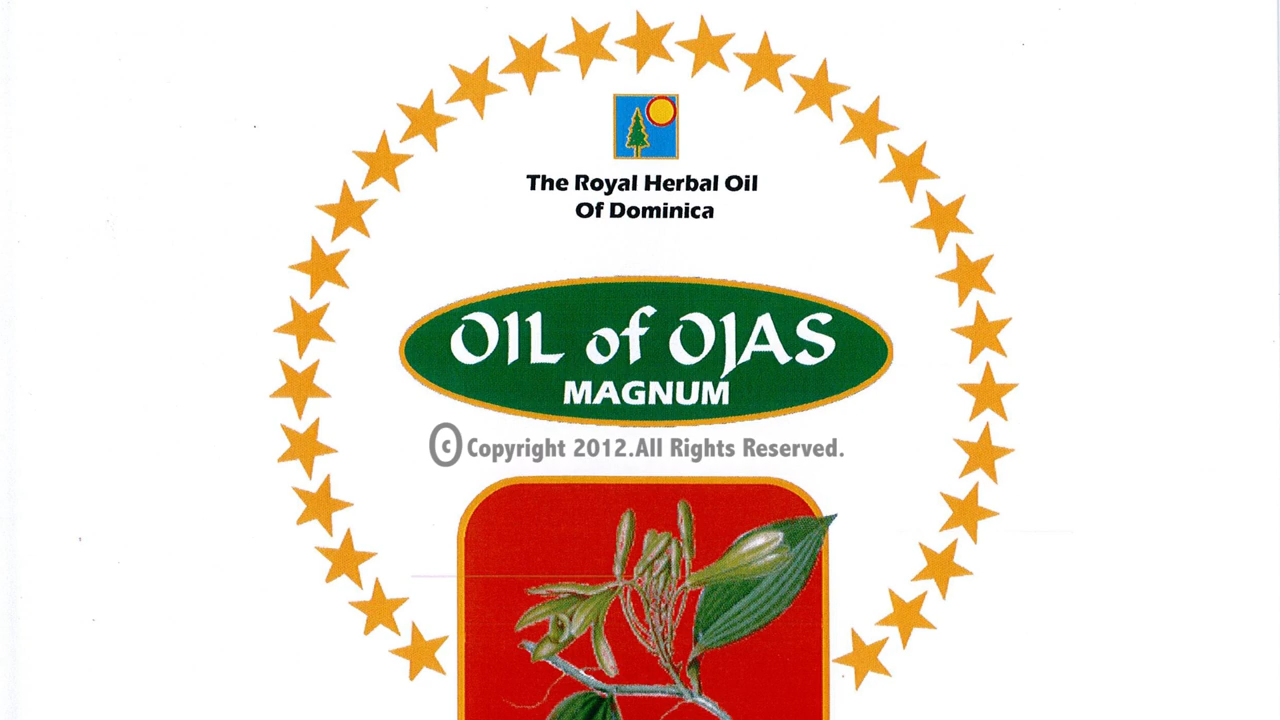 The Royal Herbal Oil
Of Dominica
OIL of OJAS
MAGNUM
© Copyright 2012.All Rights Reserved.